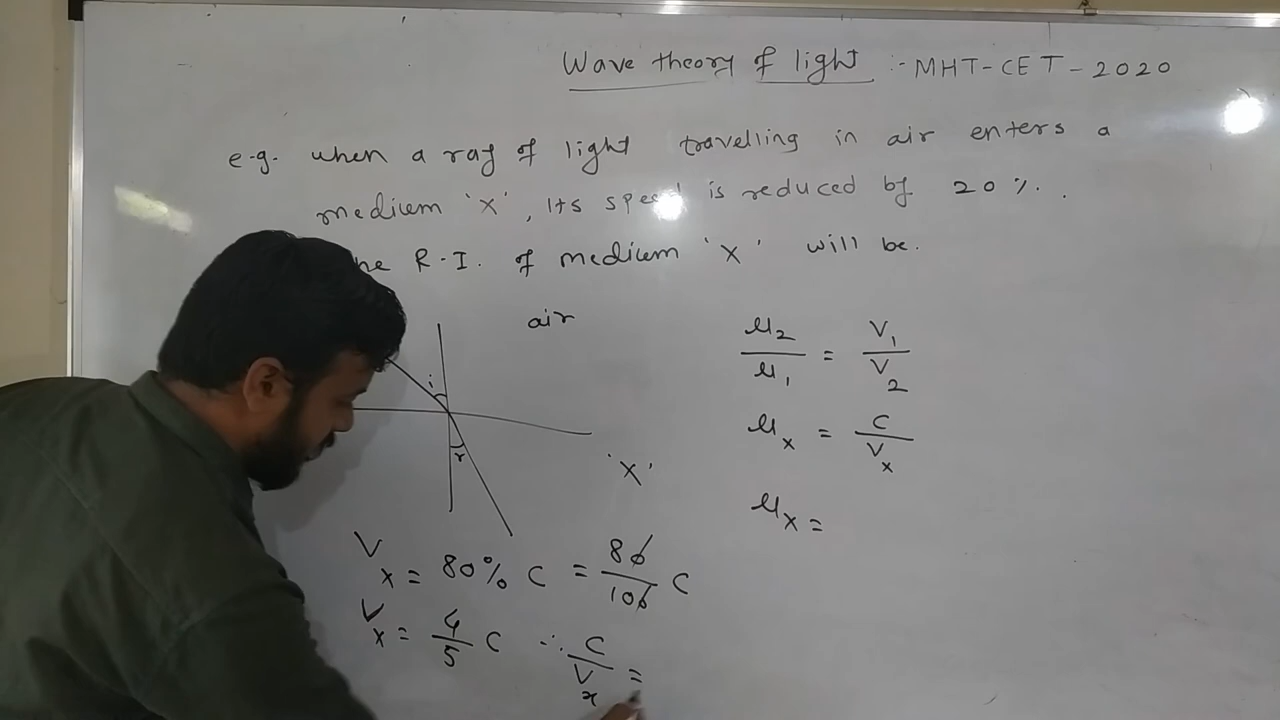 Wave theory of light :- MHT-CET-2020
e.g. when a ray of light travelling in air enters a
medium 'x', Its speed is reduced by 20%.
he R.I. of medium 'X' will be.
air
i
r
'X'
μ2/μ1 = V1/V2
μx = C/Vx
μx =
Vx = 80% C = 80/100 C
Vx = 4/5 C ∴ C/Vx =